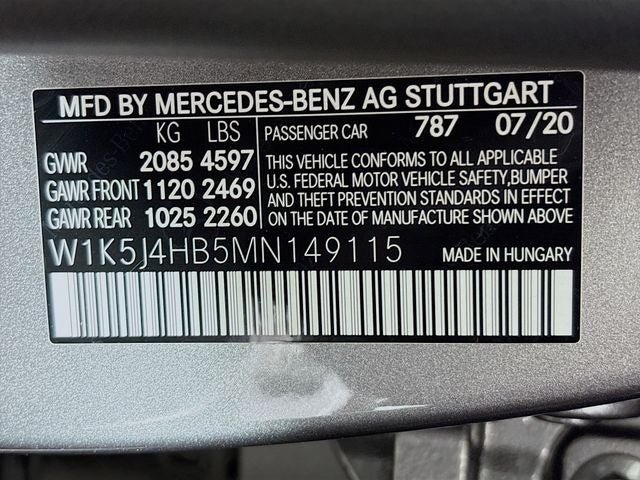 MFD BY MERCEDES-BENZ AG STUTTGART
KG LBS PASSENGER CAR 787 07/20
GVWR 2085 4597
GAWR FRONT 1120 2469
GAWR REAR 1025 2260
THIS VEHICLE CONFORMS TO ALL APPLICABLE
U.S. FEDERAL MOTOR VEHICLE SAFETY,BUMPER
AND THEFT PREVENTION STANDARDS IN EFFECT
ON THE DATE OF MANUFACTURE SHOWN ABOVE.
W1K5J4HB5MN149115 MADE IN HUNGARY